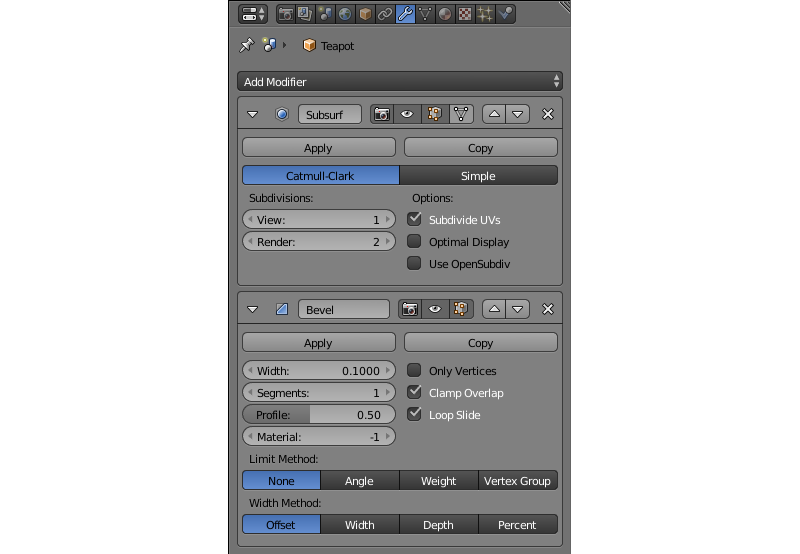 Teapot
Add Modifier
Subsurf
Apply Copy
Catmull-Clark Simple
Subdivisions: Options:
View: 1 Subdivide UVs
Render: 2 Optimal Display
Use OpenSubdiv
Bevel
Apply Copy
Width: 0.1000 Only Vertices
Segments: 1 Clamp Overlap
Profile: 0.50 Loop Slide
Material: -1
Limit Method:
None Angle Weight Vertex Group
Width Method:
Offset Width Depth Percent